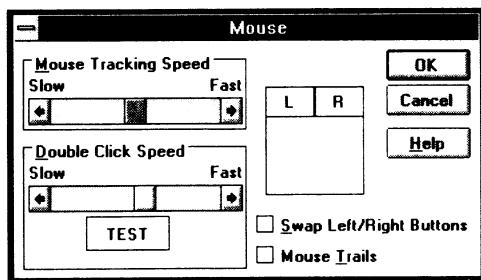 Mouse
Mouse Tracking Speed
Slow Fast
Double Click Speed
Slow Fast
TEST
L R
Swap Left/Right Buttons
Mouse Trails
OK
Cancel
Help